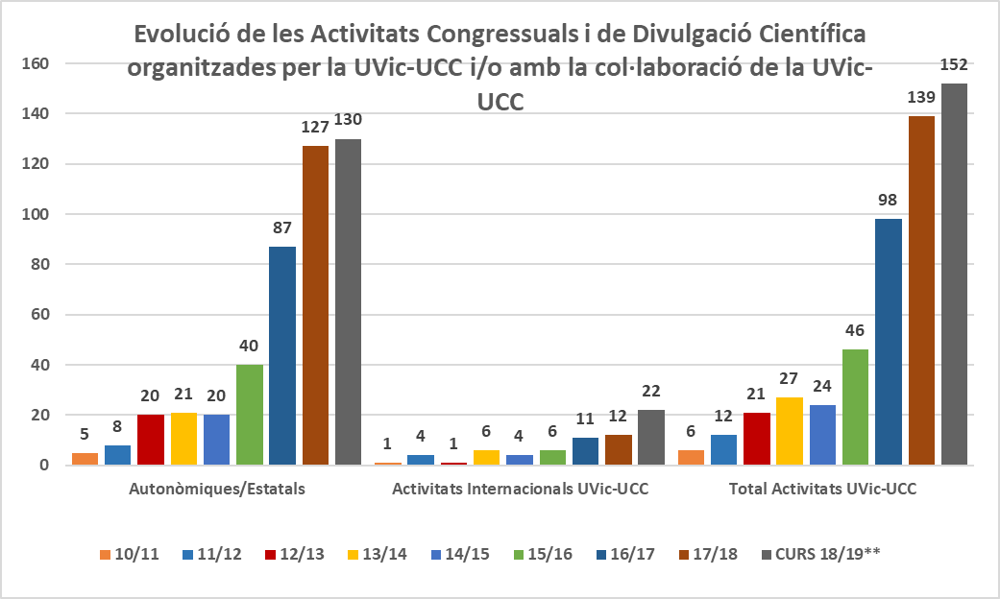 Evolució de les Activitats Congressuals i de Divulgació Científica
organitzades per la UVic-UCC i/o amb la col·laboració de la UVic-
UCC
160
140
120
100
80
60
40
20
0
5 8 20 21 20 40 87 127 130
1 4 1 6 4 6 11 12 22
6 12 21 27 24 46 98 139 152
Autonòmiques/Estatals Activitats Internacionals UVic-UCC Total Activitats UVic-UCC
10/11 11/12 12/13 13/14 14/15 15/16 16/17 17/18 CURS 18/19**